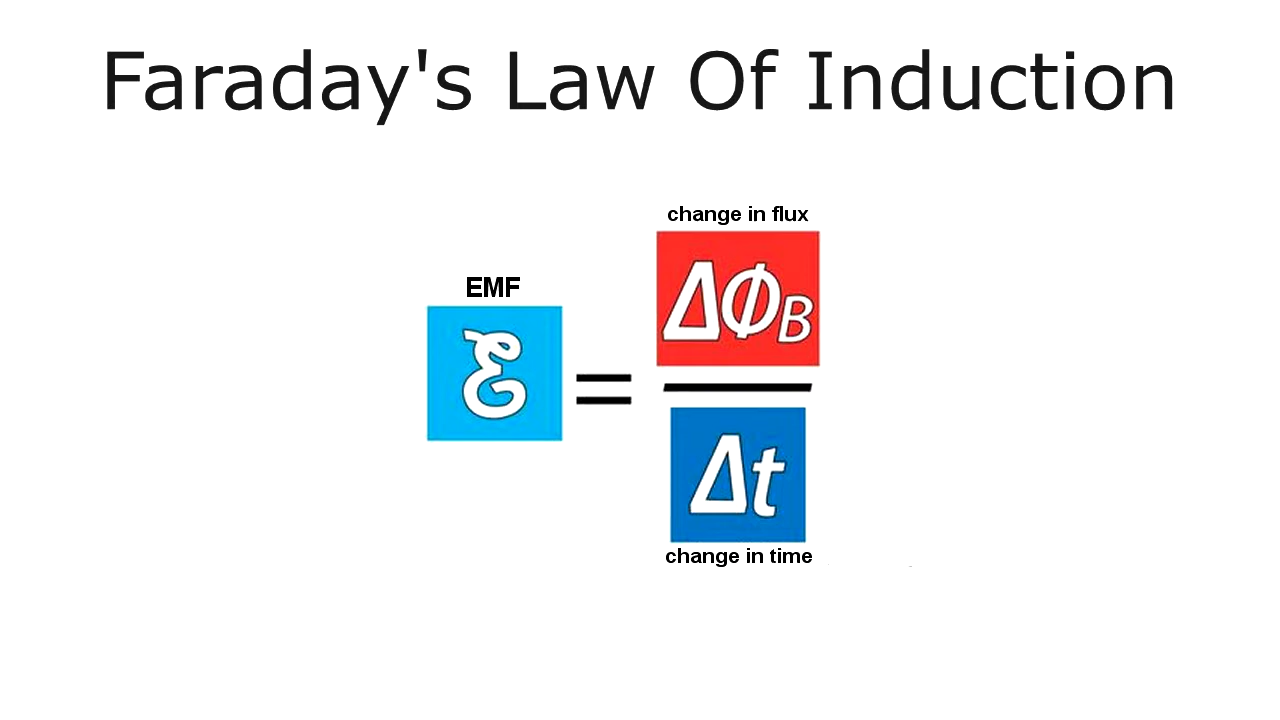 Faraday's Law Of Induction
change in flux
EMF
ΔΦB
ℰ =
Δt
change in time